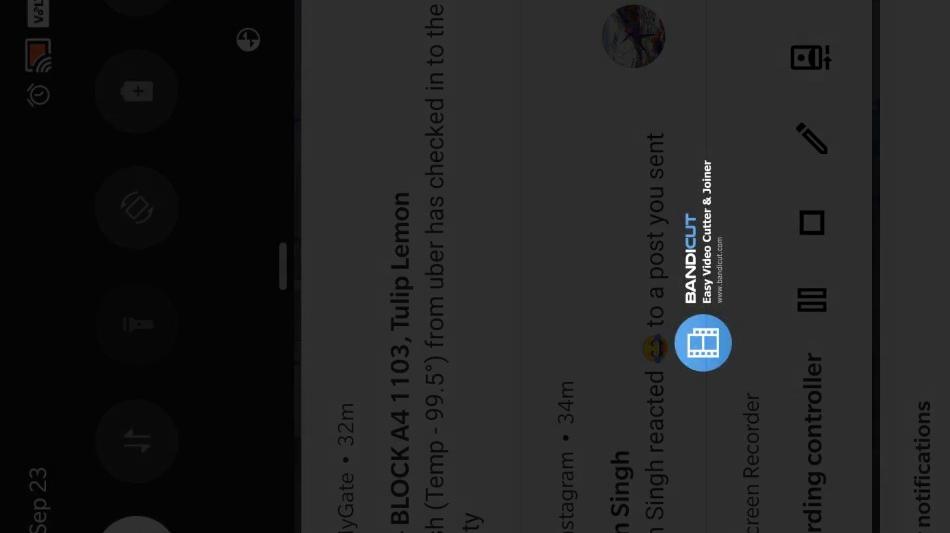 VoLT
Sep 23
yGate • 32m
BLOCK A4 1103, Tulip Lemon
(Temp - 99.5°) from uber has checked in to the
ty
stagram • 34m
Singh
Singh reacted 😍 to a post you sent
BANDICUT
Easy Video Cutter & Joiner
www.bandicut.com
creen Recorder
rding controller
notifications